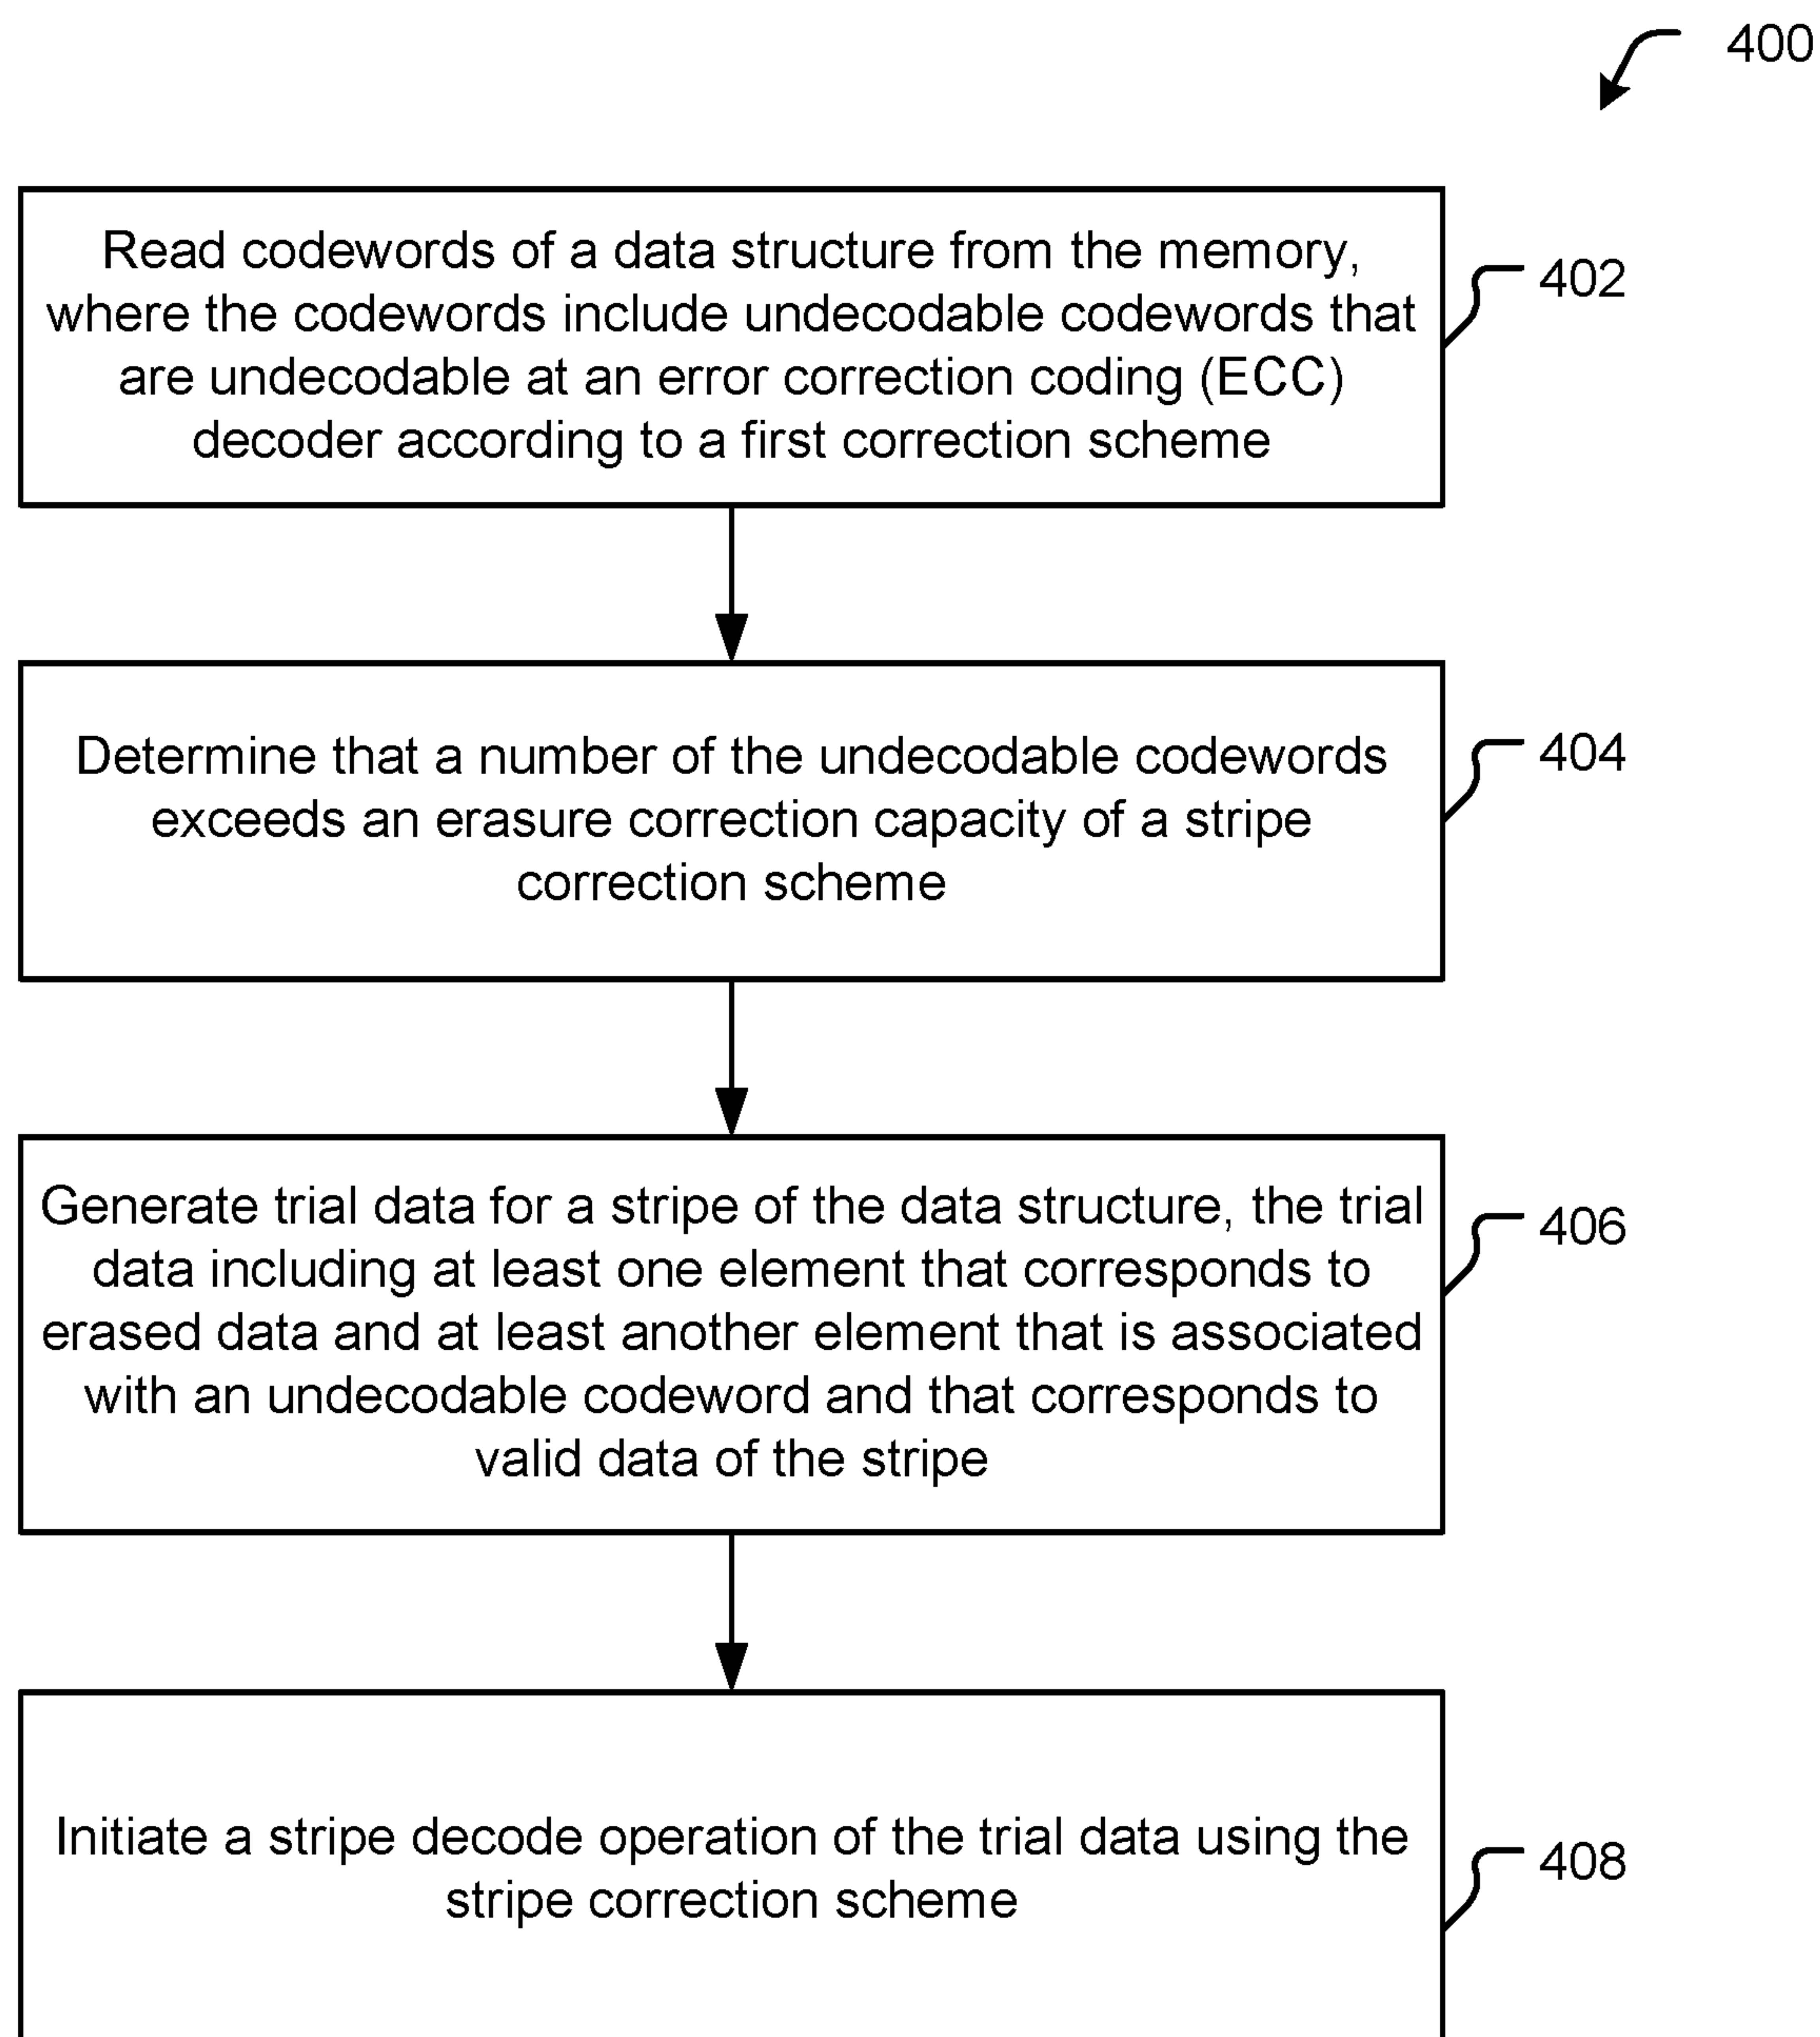 400
Read codewords of a data structure from the memory,
where the codewords include undecodable codewords that
are undecodable at an error correction coding (ECC)
decoder according to a first correction scheme
402
Determine that a number of the undecodable codewords
exceeds an erasure correction capacity of a stripe
correction scheme
404
Generate trial data for a stripe of the data structure, the trial
data including at least one element that corresponds to
erased data and at least another element that is associated
with an undecodable codeword and that corresponds to
valid data of the stripe
406
Initiate a stripe decode operation of the trial data using the
stripe correction scheme
408